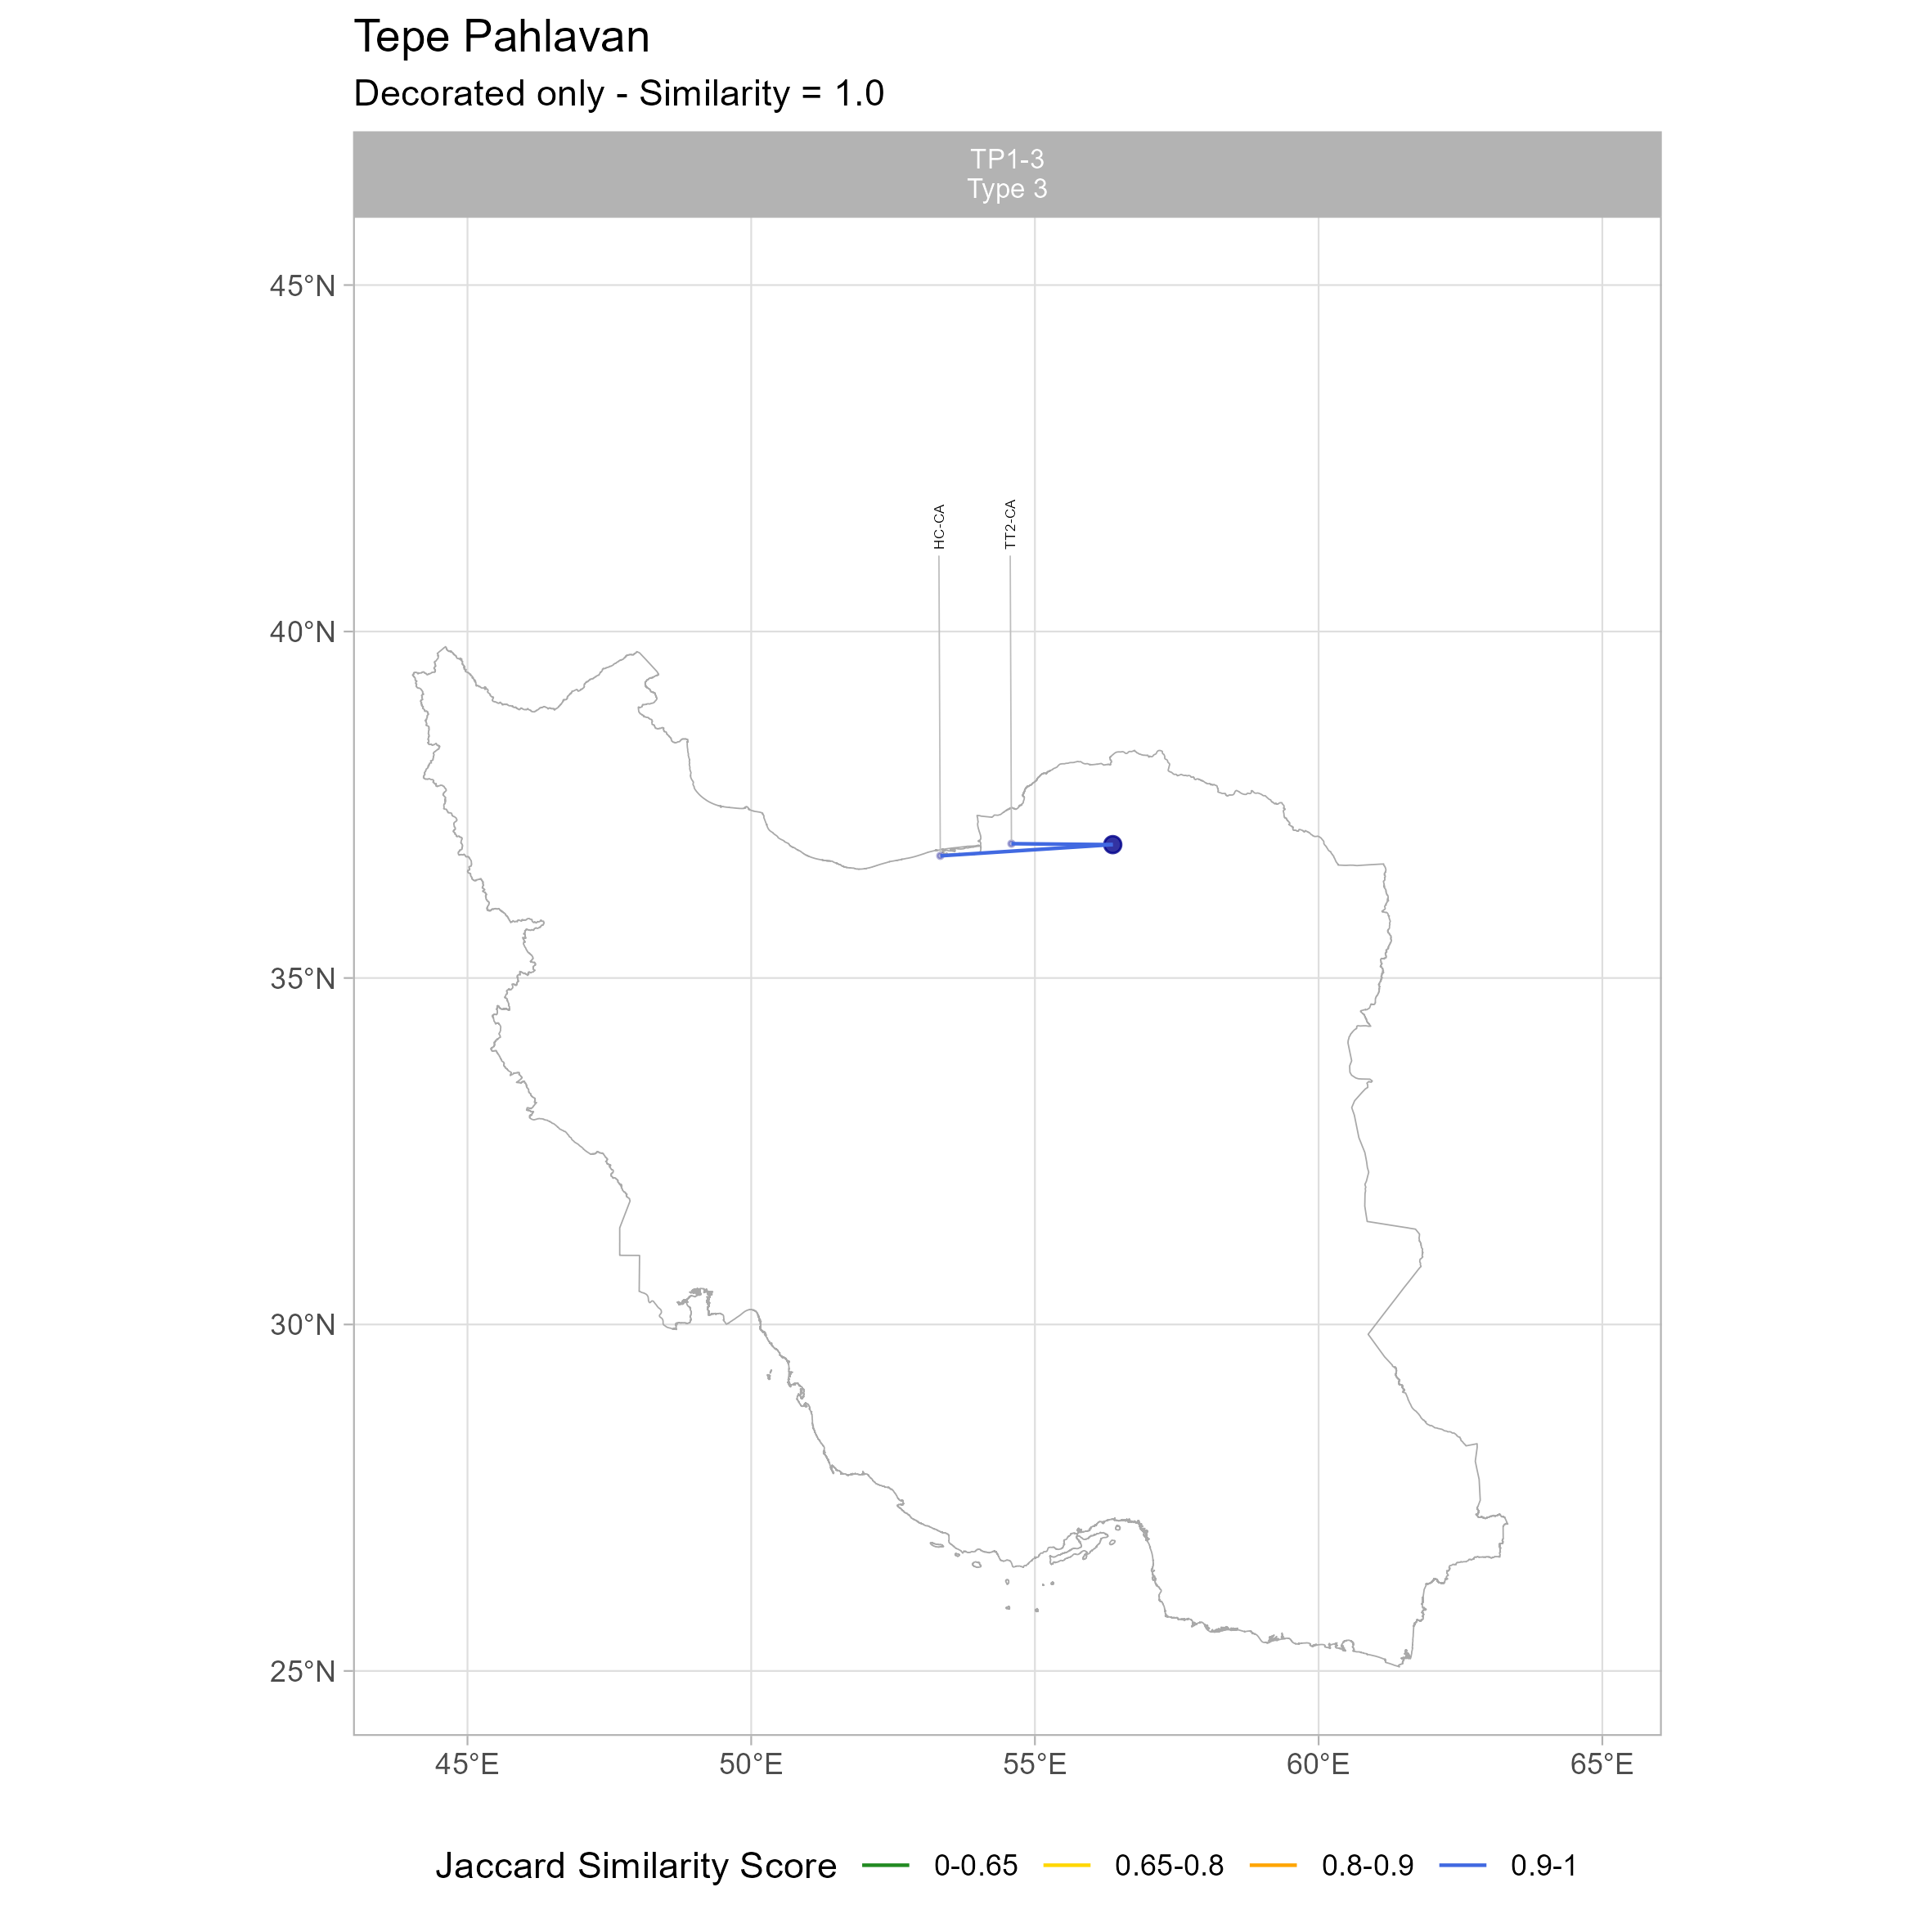 Tepe Pahlavan
Decorated only - Similarity = 1.0
TP1-3
Type 3
45°N
HC-CA
TT2-CA
40°N
35°N
30°N
25°N
45°E 50°E 55°E 60°E 65°E
Jaccard Similarity Score 0-0.65 0.65-0.8 0.8-0.9 0.9-1